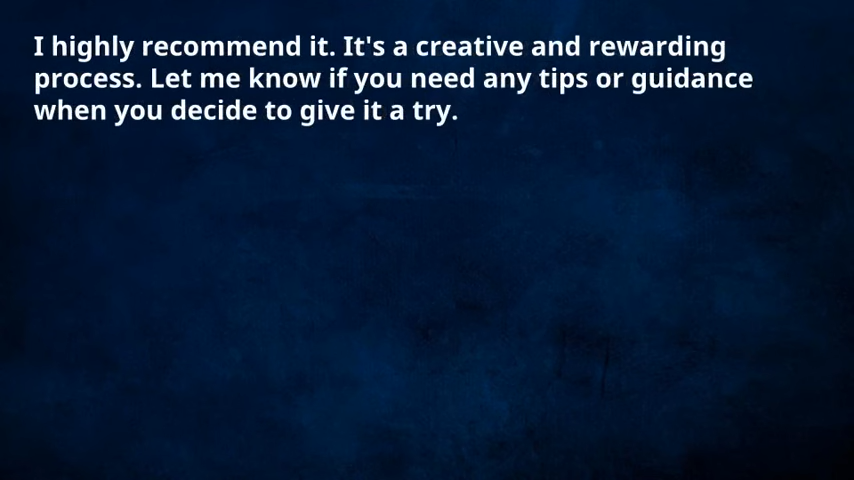 I highly recommend it. It's a creative and rewarding
process. Let me know if you need any tips or guidance
when you decide to give it a try.